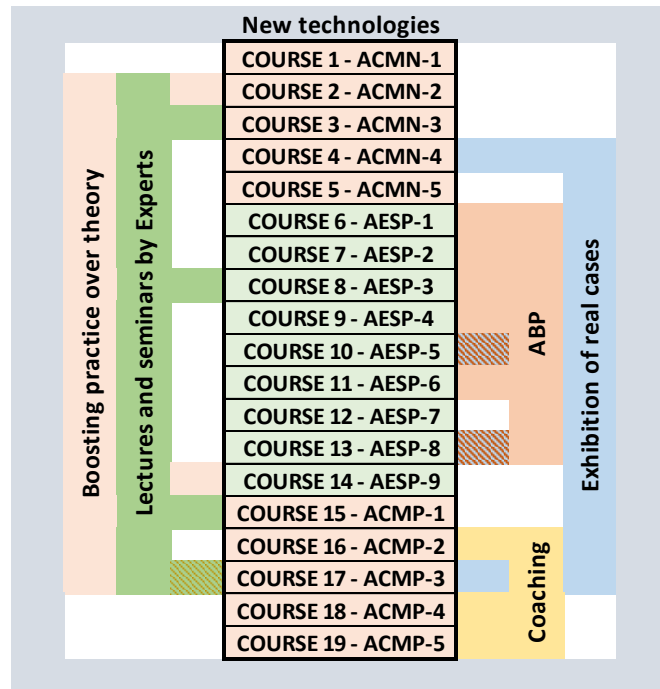 New technologies
COURSE 1 - ACMN-1
COURSE 2 - ACMN-2
COURSE 3 - ACMN-3
COURSE 4 - ACMN-4
COURSE 5 - ACMN-5
COURSE 6 - AESP-1
COURSE 7 - AESP-2
COURSE 8 - AESP-3
COURSE 9 - AESP-4
COURSE 10 - AESP-5
COURSE 11 - AESP-6
COURSE 12 - AESP-7
COURSE 13 - AESP-8
COURSE 14 - AESP-9
COURSE 15 - ACMP-1
COURSE 16 - ACMP-2
COURSE 17 - ACMP-3
COURSE 18 - ACMP-4
COURSE 19 - ACMP-5
Boosting practice over theory
Lectures and seminars by Experts
ABP
Coaching
Exhibition of real cases